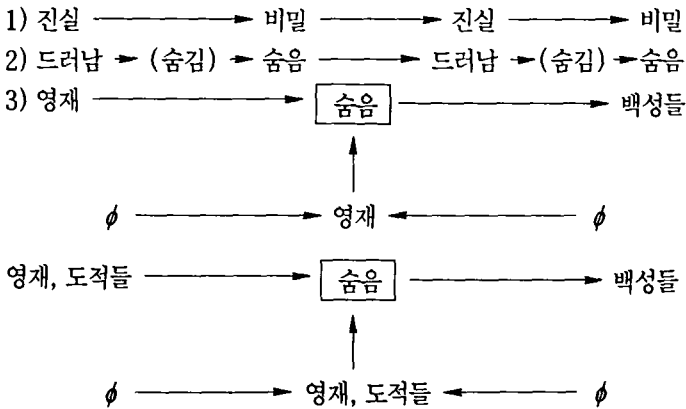 1) 진실 → 비밀 → 진실 → 비밀
2) 드러남 → (숨김) → 숨음 → 드러남 → (숨김) → 숨음
3) 영재 → 숨음 → 백성들
ϕ → 영재 ← ϕ
영재, 도적들 → 숨음 → 백성들
ϕ → 영재, 도적들 ← ϕ